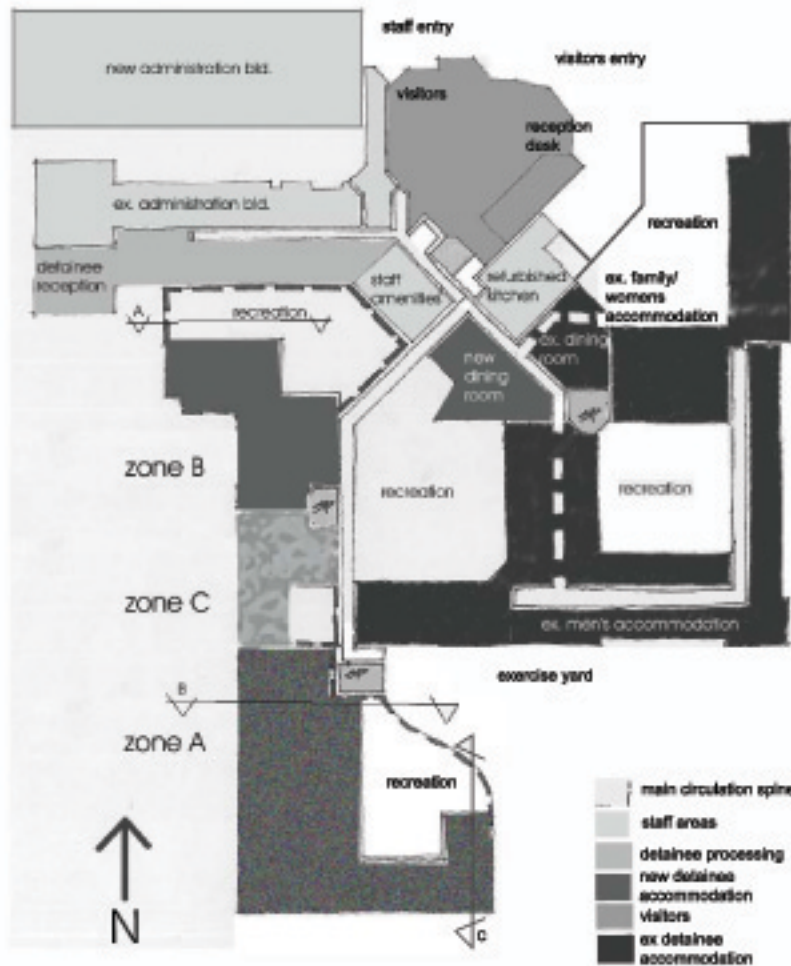 staff entry
new administration bld.
visitors
visitors entry
reception
desk
ex. administration bld.
recreation
detainee
reception
staff
amenities
refurbished
kitchen
ex. family/
womens
accommodation
A
recreation
new
dining
room
ex. dining
room
zone B
recreation
recreation
zone C
ex. men's accommodation
exercise yard
B
zone A
recreation
N
C
main circulation spine
staff areas
detainee processing
new detainee
accommodation
visitors
ex detainee
accommodation